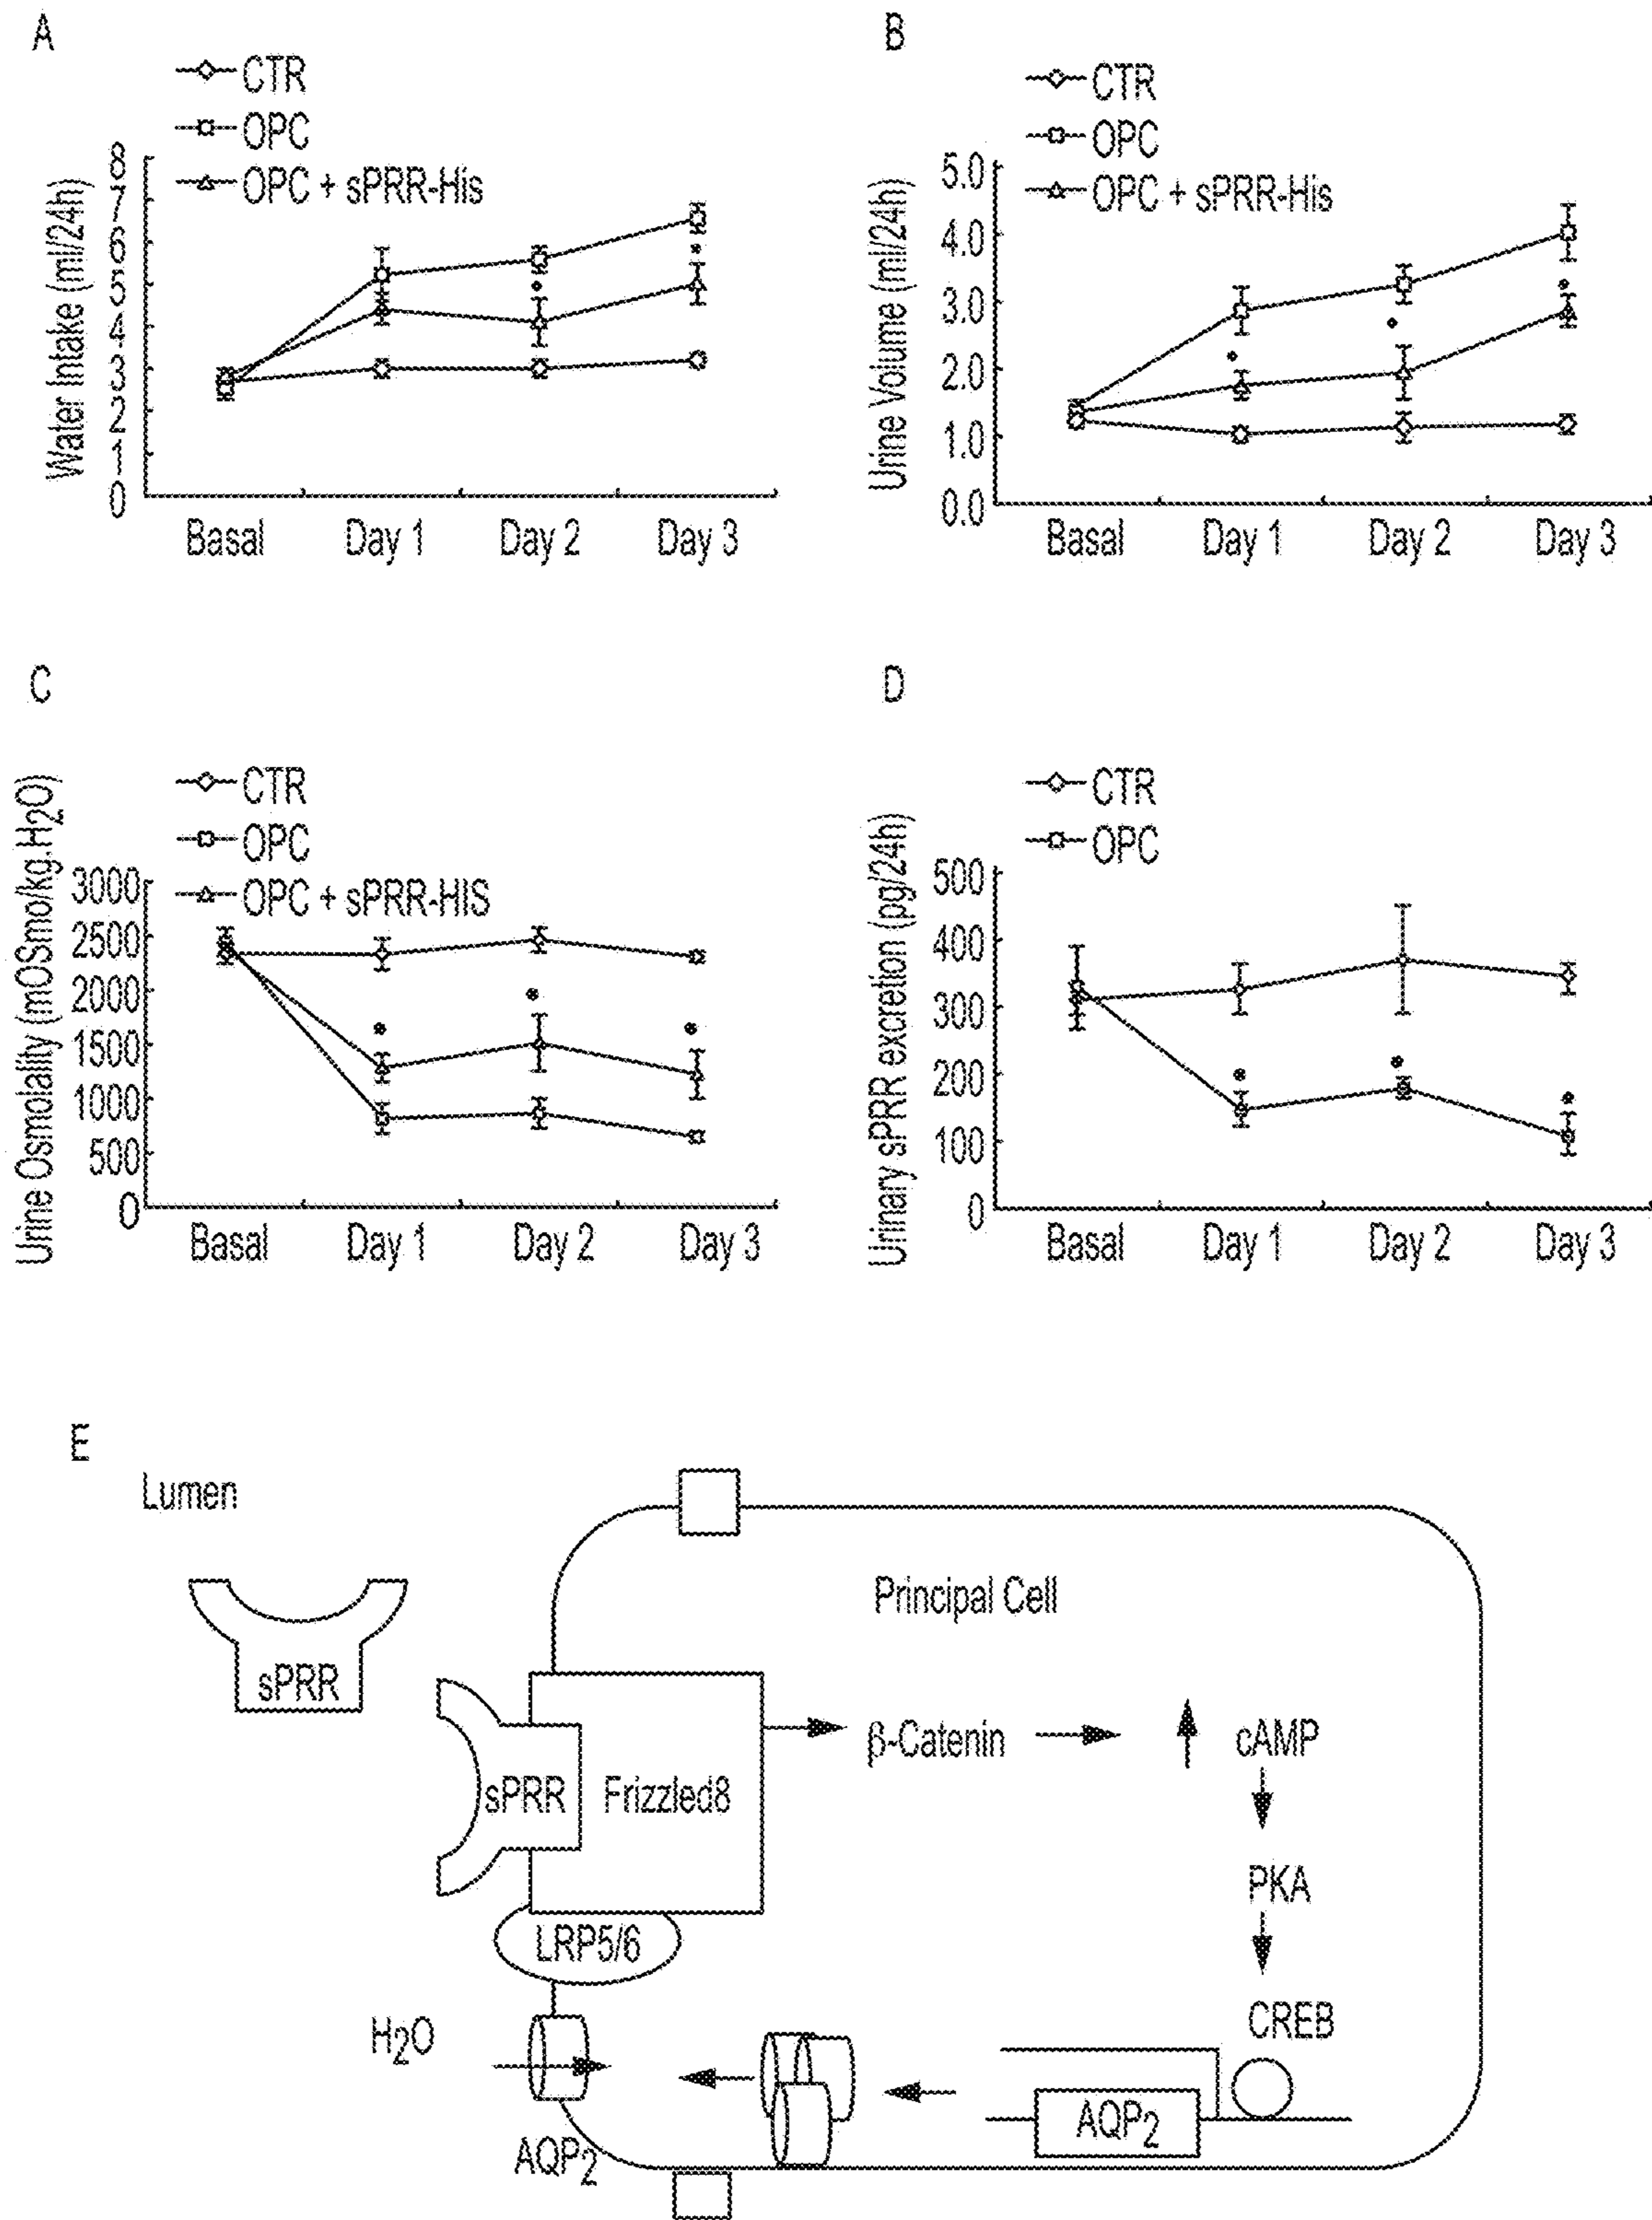 A
CTR
OPC
OPC + sPRR-His
Water Intake (ml/24h)
8
7
6
5
4
3
2
1
0
Basal Day 1 Day 2 Day 3
B
CTR
OPC
OPC + sPRR-His
Urine Volume (ml/24h)
5.0
4.0
3.0
2.0
1.0
0.0
Basal Day 1 Day 2 Day 3
C
CTR
OPC
OPC + sPRR-HIS
Urine Osmolality (mOSmo/kg.H2O)
3000
2500
2000
1500
1000
500
0
Basal Day 1 Day 2 Day 3
D
CTR
OPC
Urinary sPRR excretion (pg/24h)
500
400
300
200
100
0
Basal Day 1 Day 2 Day 3
E
Lumen
Principal Cell
sPRR
sPRR Frizzled8
β-Catenin
cAMP
PKA
LRP5/6
CREB
H2O
AQP2
AQP2